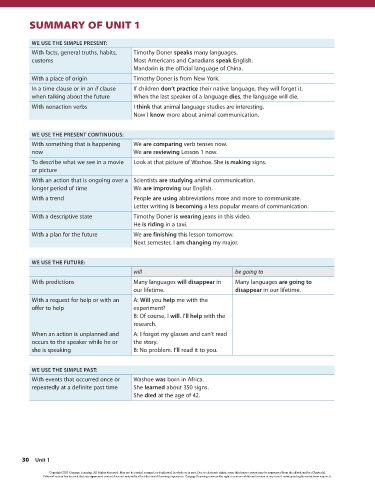 SUMMARY OF UNIT 1
WE USE THE SIMPLE PRESENT:
With facts, general truths, habits, customs
Timothy Doner speaks many languages.
Most Americans and Canadians speak English.
Mandarin is the official language of China.
With a place of origin
Timothy Doner is from New York.
In a time clause or in an if clause when talking about the future
If children don't practice their native language, they will forget it.
When the last speaker of a language dies, the language will die.
With nonaction verbs
I think that animal language studies are interesting.
Now I know more about animal communication.
WE USE THE PRESENT CONTINUOUS:
With something that is happening now
We are comparing verb tenses now.
We are reviewing Lesson 1 now.
To describe what we see in a movie or picture
Look at that picture of Washoe. She is making signs.
With an action that is ongoing over a longer period of time
Scientists are studying animal communication.
We are improving our English.
With a trend
People are using abbreviations more and more to communicate.
Letter writing is becoming a less popular means of communication.
With a descriptive state
Timothy Doner is wearing jeans in this video.
He is riding in a taxi.
With a plan for the future
We are finishing this lesson tomorrow.
Next semester, I am changing my major.
WE USE THE FUTURE:
will
be going to
With predictions
Many languages will disappear in our lifetime.
Many languages are going to disappear in our lifetime.
With a request for help or with an offer to help
A: Will you help me with the experiment?
B: Of course, I will. I'll help with the research.
When an action is unplanned and occurs to the speaker while he or she is speaking
A: I forgot my glasses and can't read the story.
B: No problem. I'll read it to you.
WE USE THE SIMPLE PAST:
With events that occurred once or repeatedly at a definite past time
Washoe was born in Africa.
She learned about 350 signs.
She died at the age of 42.
30 Unit 1